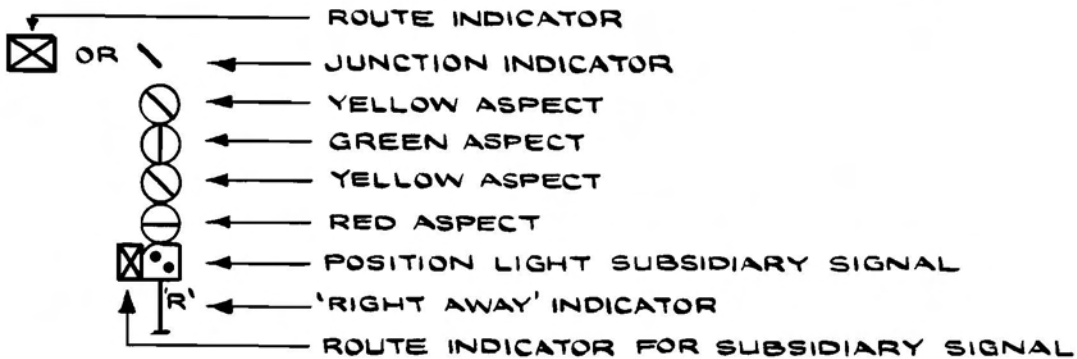 ROUTE INDICATOR
OR
JUNCTION INDICATOR
YELLOW ASPECT
GREEN ASPECT
YELLOW ASPECT
RED ASPECT
POSITION LIGHT SUBSIDIARY SIGNAL
'R'
'RIGHT AWAY' INDICATOR
ROUTE INDICATOR FOR SUBSIDIARY SIGNAL